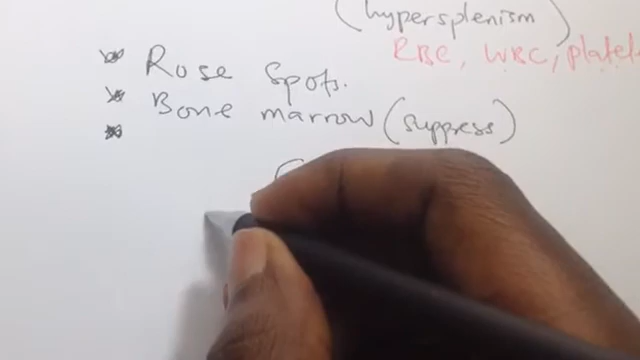 (hypersplenism)
RBC, WBC, platel
* Rose Spots.
* Bone marrow (suppress)
*